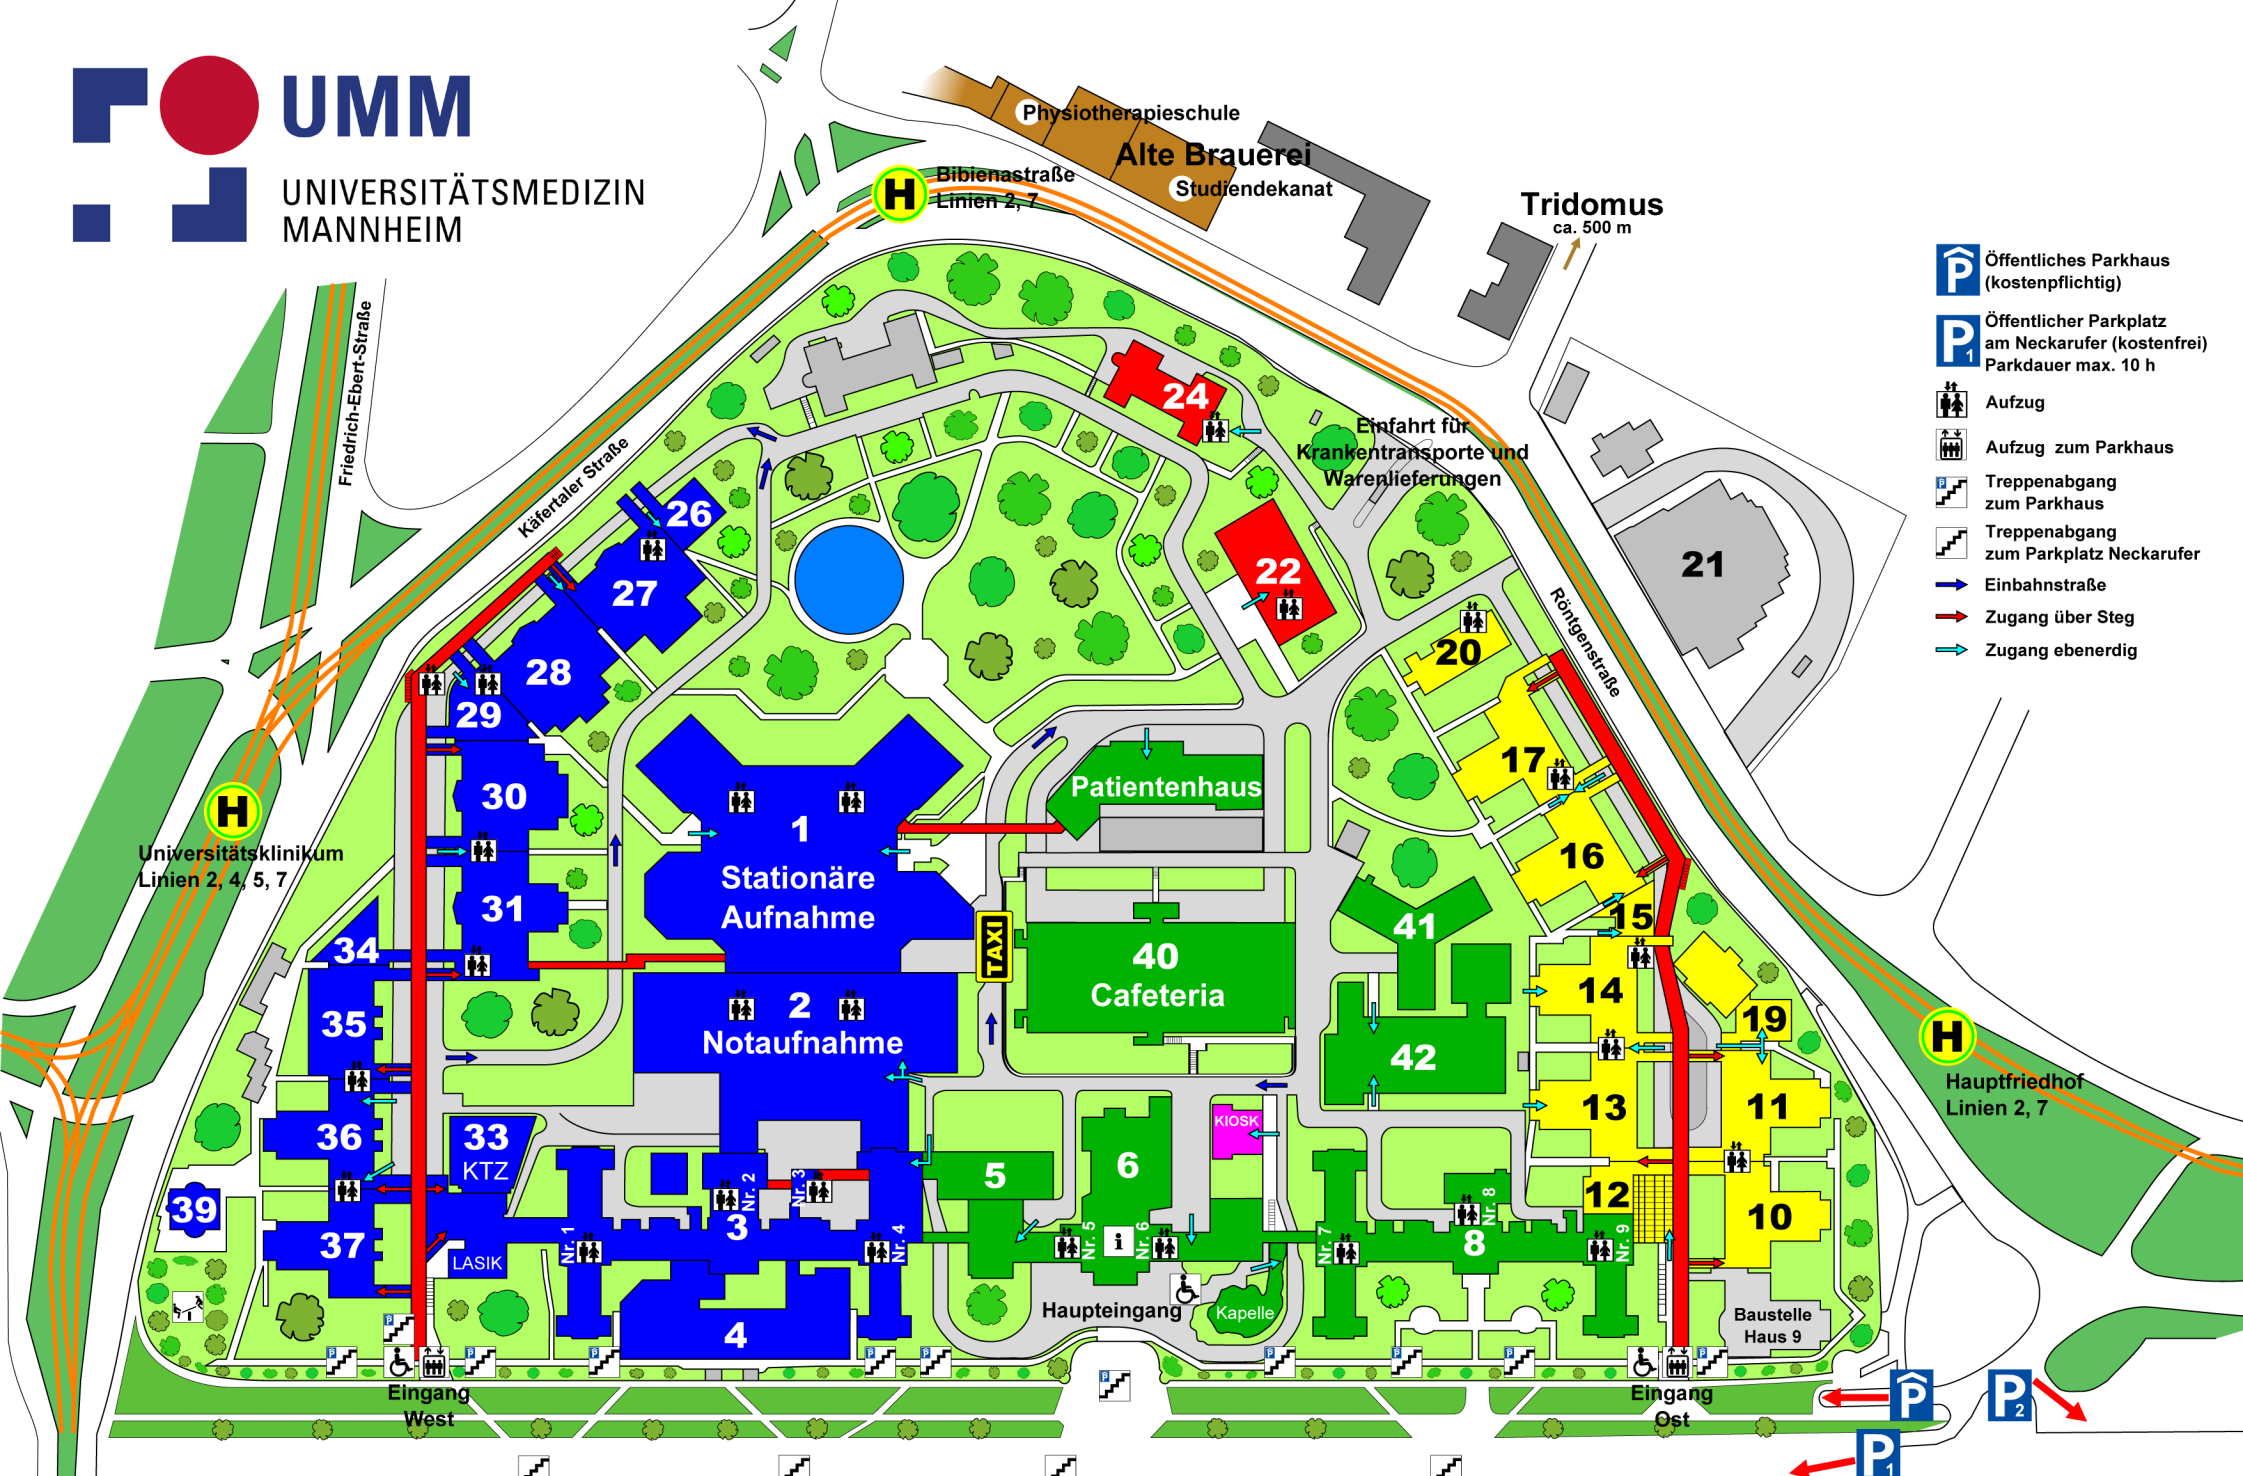 UMM
UNIVERSITÄTSMEDIZIN
MANNHEIM
Physiotherapieschule
Alte Brauerei
Studiendekanat
H
Bibienastraße
Linien 2, 7
Tridomus
ca. 500 m
P
Öffentliches Parkhaus
(kostenpflichtig)
P1
Öffentlicher Parkplatz
am Neckarufer (kostenfrei)
Parkdauer max. 10 h
Aufzug
Aufzug zum Parkhaus
P
Treppenabgang
zum Parkhaus
Treppenabgang
zum Parkplatz Neckarufer
Einbahnstraße
Zugang über Steg
Zugang ebenerdig
Friedrich-Ebert-Straße
Käfertaler Straße
Röntgenstraße
Einfahrt für
Krankentransporte und
Warenlieferungen
24
26
27
22
21
28
20
29
17
30
Patientenhaus
H
Universitätsklinikum
Linien 2, 4, 5, 7
1
Stationäre
Aufnahme
16
31
15
41
34
TAXI
40
Cafeteria
14
35
2
Notaufnahme
42
19
H
Hauptfriedhof
Linien 2, 7
13
11
36
33
KTZ
KIOSK
5
6
39
37
LASIK
Nr. 1
Nr. 2
Nr. 3
3
Nr. 4
Nr. 5
i
Nr. 6
Nr. 7
8
Nr. 8
Nr. 9
12
10
4
Haupteingang
Kapelle
Baustelle
Haus 9
P
P
P
P
P
P
P
P
P
P
P
Eingang
West
Eingang
Ost
P
P2
P1